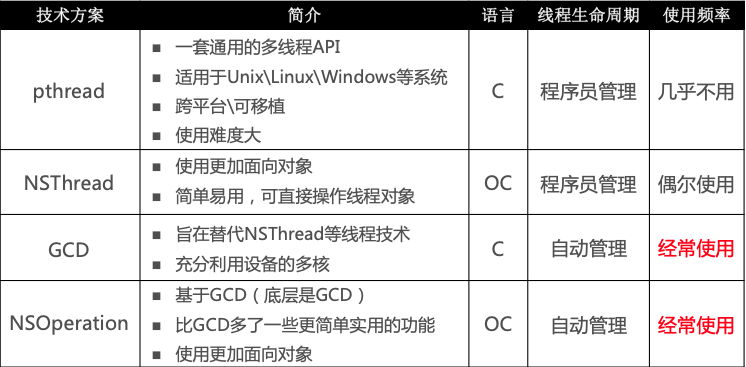 技术方案 简介 语言 线程生命周期 使用频率
pthread
■ 一套通用的多线程API
■ 适用于Unix\Linux\Windows等系统
■ 跨平台\可移植
■ 使用难度大
C 程序员管理 几乎不用
NSThread
■ 使用更加面向对象
■ 简单易用，可直接操作线程对象
OC 程序员管理 偶尔使用
GCD
■ 旨在替代NSThread等线程技术
■ 充分利用设备的多核
C 自动管理 经常使用
NSOperation
■ 基于GCD（底层是GCD）
■ 比GCD多了一些更简单实用的功能
■ 使用更加面向对象
OC 自动管理 经常使用